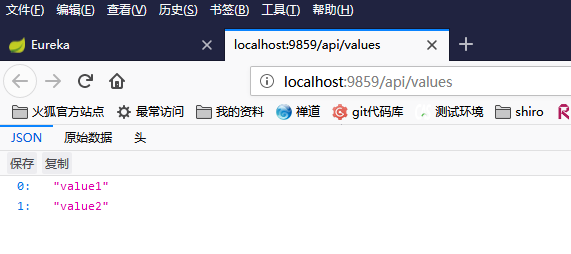 文件(F) 编辑(E) 查看(V) 历史(S) 书签(B) 工具(T) 帮助(H)
Eureka localhost:9859/api/values
localhost:9859/api/values
火狐官方站点 最常访问 我的资料 禅道 git代码库 测试环境 shiro R
JSON 原始数据 头
保存 复制
0: "value1"
1: "value2"